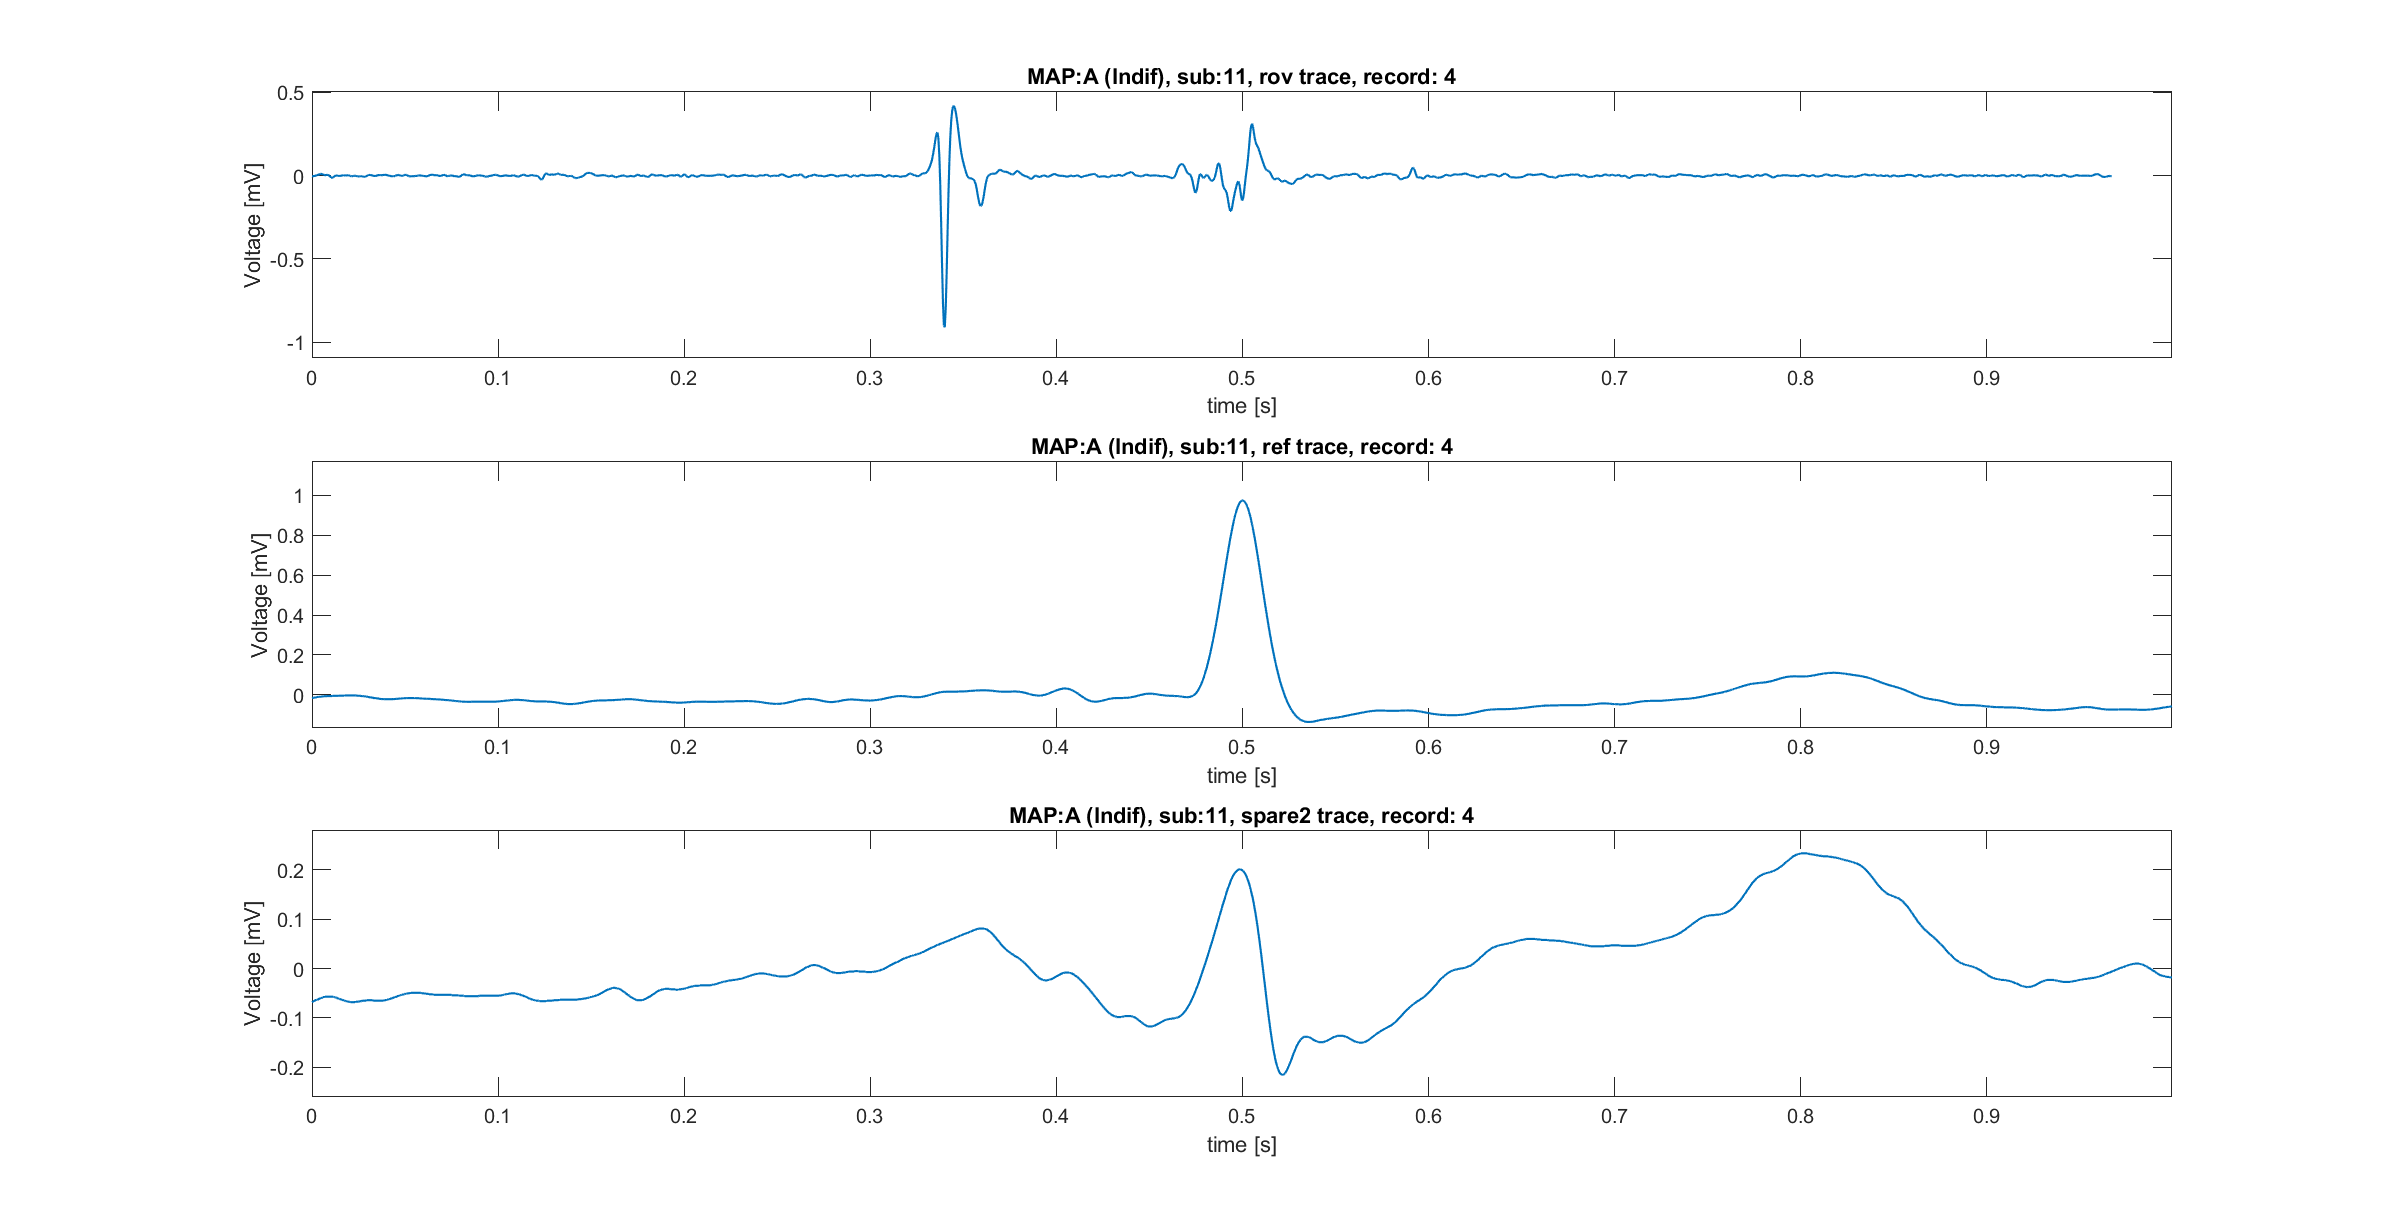 MAP:A (Indif), sub:11, rov trace, record: 4
0.5
0
-0.5
-1
Voltage [mV]
0 0.1 0.2 0.3 0.4 0.5 0.6 0.7 0.8 0.9
time [s]
MAP:A (Indif), sub:11, ref trace, record: 4
1
0.8
0.6
0.4
0.2
0
Voltage [mV]
0 0.1 0.2 0.3 0.4 0.5 0.6 0.7 0.8 0.9
time [s]
MAP:A (Indif), sub:11, spare2 trace, record: 4
0.2
0.1
0
-0.1
-0.2
Voltage [mV]
0 0.1 0.2 0.3 0.4 0.5 0.6 0.7 0.8 0.9
time [s]